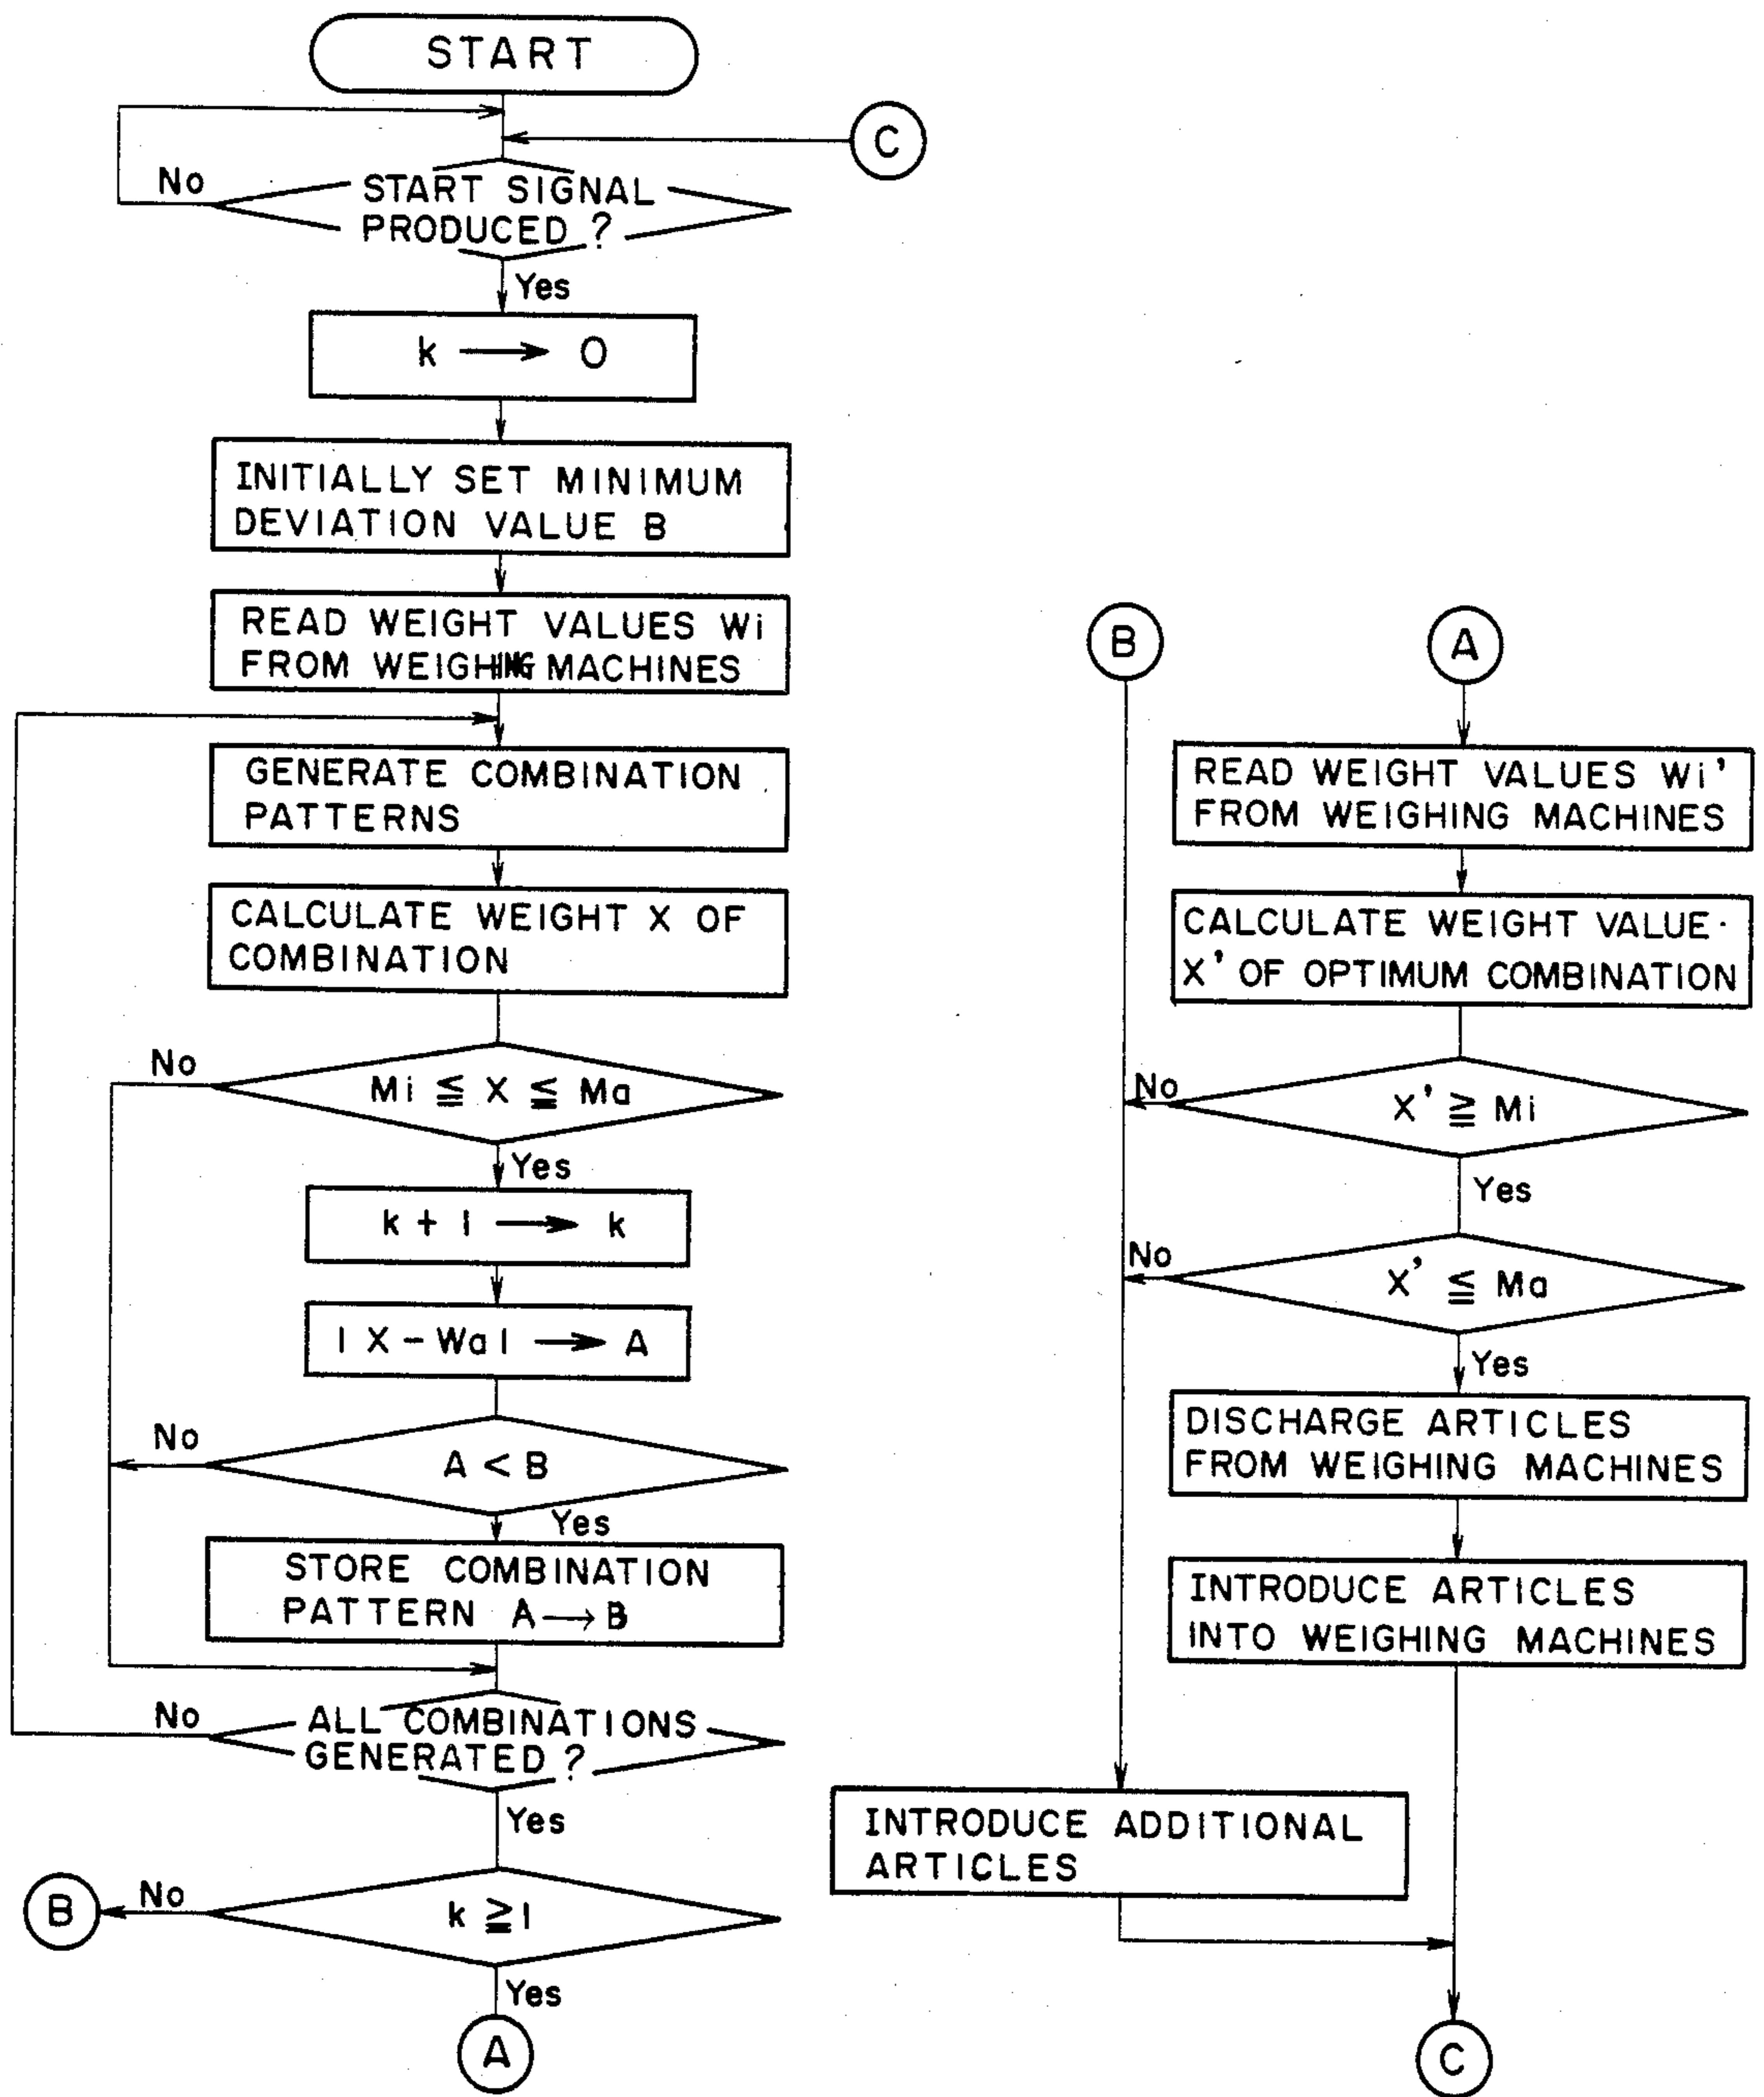 START
C
No
START SIGNAL
PRODUCED ?
Yes
k → 0
INITIALLY SET MINIMUM
DEVIATION VALUE B
READ WEIGHT VALUES Wi
FROM WEIGHING MACHINES
GENERATE COMBINATION
PATTERNS
CALCULATE WEIGHT X OF
COMBINATION
No
Mi ≦ X ≦ Ma
Yes
k + 1 → k
| X - Wa | → A
No
A < B
Yes
STORE COMBINATION
PATTERN A → B
No
ALL COMBINATIONS
GENERATED ?
Yes
B
No
k ≧ 1
Yes
A
B
A
READ WEIGHT VALUES Wi'
FROM WEIGHING MACHINES
CALCULATE WEIGHT VALUE
X' OF OPTIMUM COMBINATION
No
X' ≧ Mi
Yes
No
X' ≦ Ma
Yes
DISCHARGE ARTICLES
FROM WEIGHING MACHINES
INTRODUCE ARTICLES
INTO WEIGHING MACHINES
INTRODUCE ADDITIONAL
ARTICLES
C